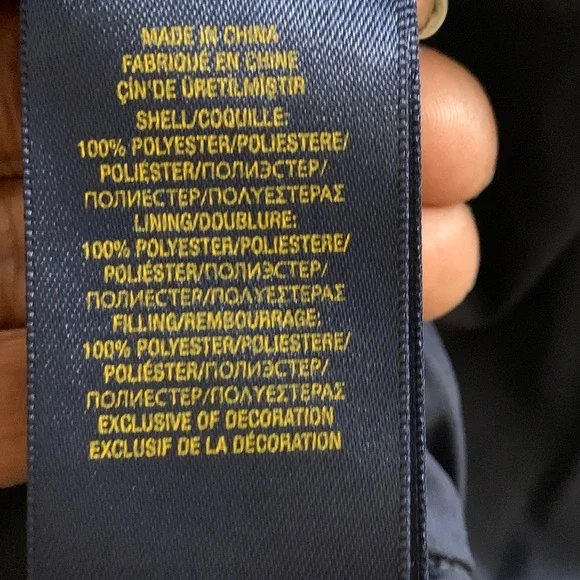 MADE IN CHINA
FABRIQUÉ EN CHINE
ÇİN'DE ÜRETİLMİŞTİR
SHELL/COQUILLE:
100% POLYESTER/POLIESTERE/
POLIÉSTER/ПОЛИЭСТЕР/
ПОЛИЕСТЕР/ΠΟΛΥΕΣΤΕΡΑΣ
LINING/DOUBLURE:
100% POLYESTER/POLIESTERE/
POLIÉSTER/ПОЛИЭСТЕР/
ПОЛИЕСТЕР/ΠΟΛΥΕΣΤΕΡΑΣ
FILLING/REMBOURRAGE:
100% POLYESTER/POLIESTERE/
POLIÉSTER/ПОЛИЭСТЕР/
ПОЛИЕСТЕР/ΠΟΛΥΕΣΤΕΡΑΣ
EXCLUSIVE OF DECORATION
EXCLUSIF DE LA DÉCORATION